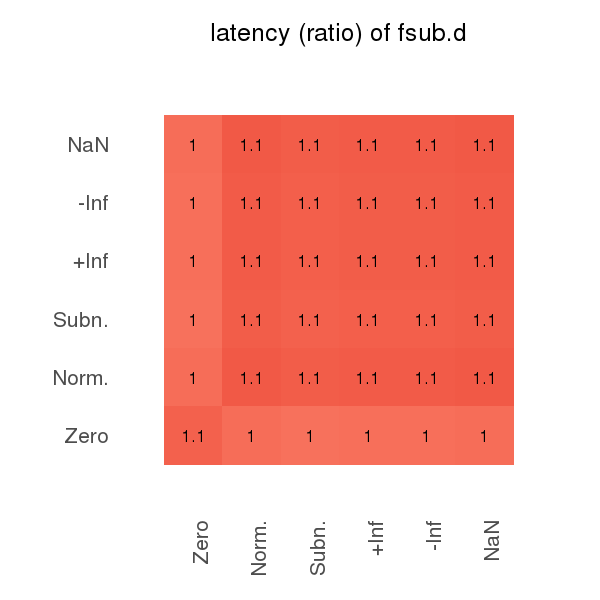 latency (ratio) of fsub.d
NaN 1 1.1 1.1 1.1 1.1 1.1
-Inf 1 1.1 1.1 1.1 1.1 1.1
+Inf 1 1.1 1.1 1.1 1.1 1.1
Subn. 1 1.1 1.1 1.1 1.1 1.1
Norm. 1 1.1 1.1 1.1 1.1 1.1
Zero 1.1 1 1 1 1 1
Zero Norm. Subn. +Inf -Inf NaN